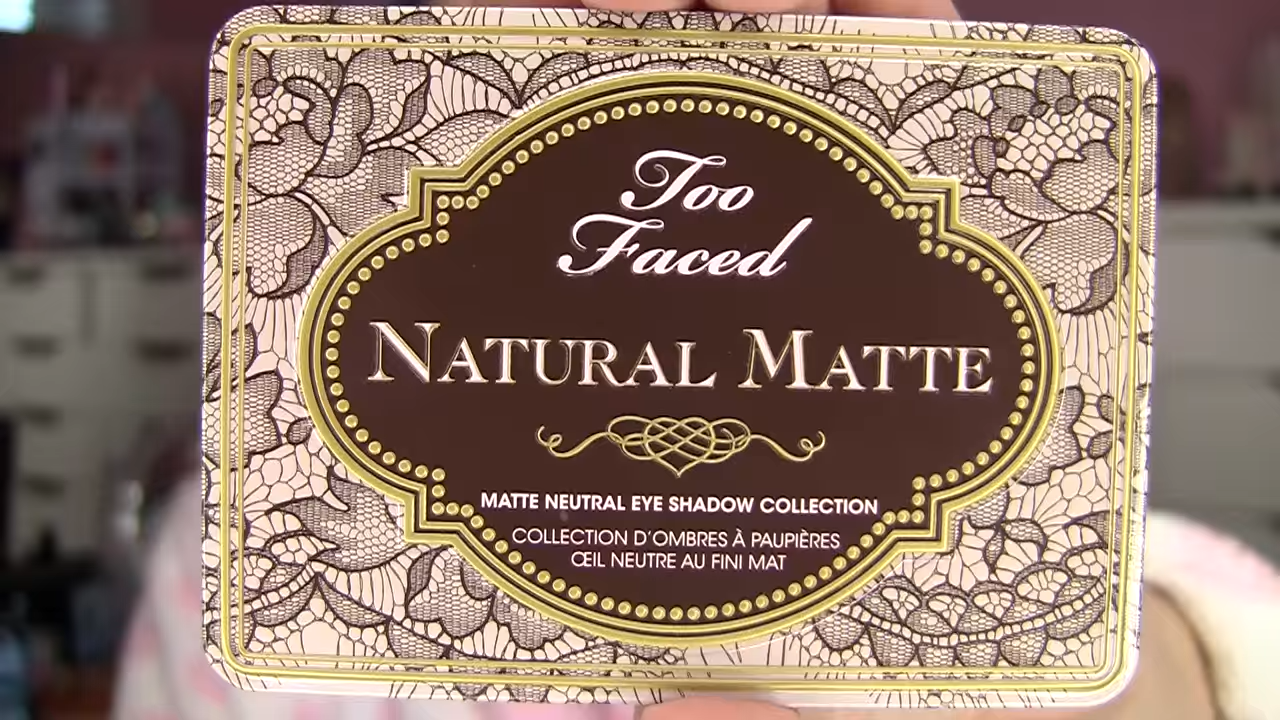 Too
Faced
NATURAL MATTE
MATTE NEUTRAL EYE SHADOW COLLECTION
COLLECTION D'OMBRES À PAUPIÈRES
ŒIL NEUTRE AU FINI MAT